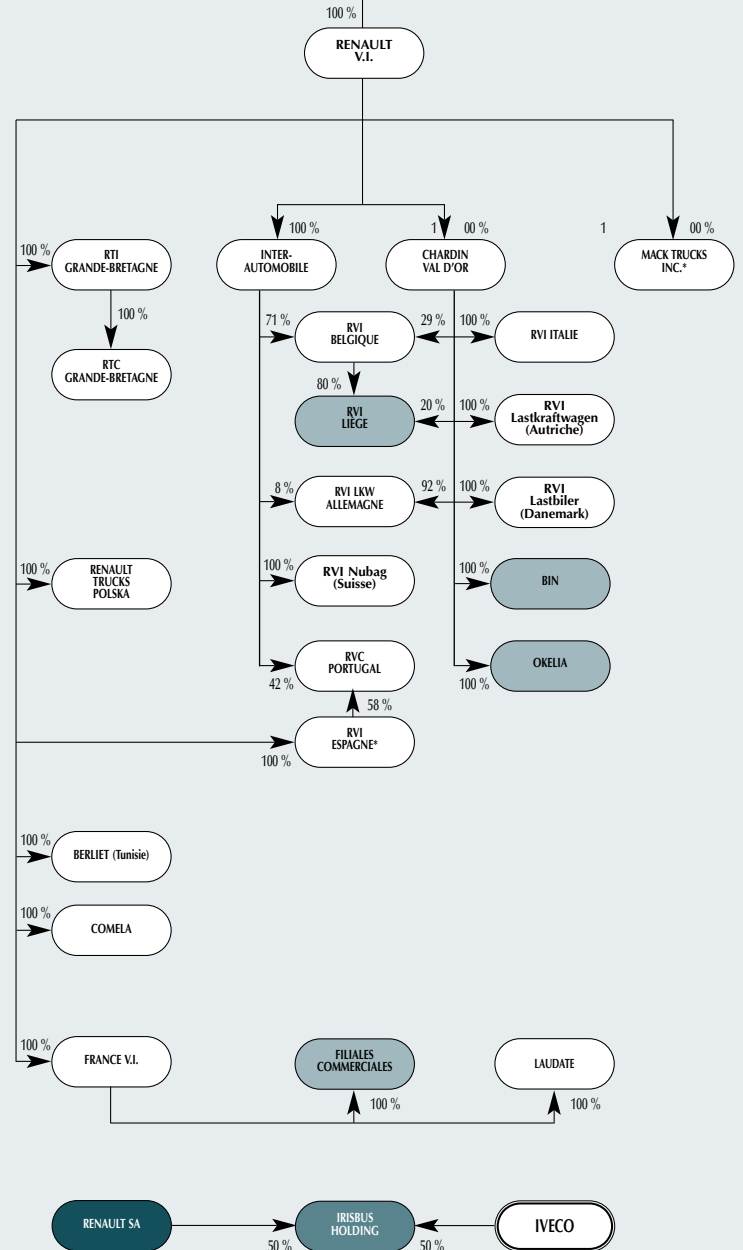 100 %
RENAULT
V.I.
100 %
1 00 %
1 00 %
100 %
RTI
GRANDE-BRETAGNE
INTER-
AUTOMOBILE
CHARDIN
VAL D'OR
MACK TRUCKS
INC.*
100 %
71 %
RVI
BELGIQUE
29 %
100 %
RVI ITALIE
RTC
GRANDE-BRETAGNE
80 %
RVI
LIÈGE
20 %
100 %
RVI
Lastkraftwagen
(Autriche)
8 %
RVI LKW
ALLEMAGNE
92 %
100 %
RVI
Lastbiler
(Danemark)
100 %
RENAULT
TRUCKS
POLSKA
100 %
RVI Nubag
(Suisse)
100 %
BIN
RVC
PORTUGAL
42 %
OKELIA
100 %
58 %
RVI
ESPAGNE*
100 %
100 %
BERLIET (Tunisie)
100 %
COMELA
100 %
FRANCE V.I.
FILIALES
COMMERCIALES
LAUDATE
100 %
100 %
RENAULT SA
IRISBUS
HOLDING
IVECO
50 %
50 %